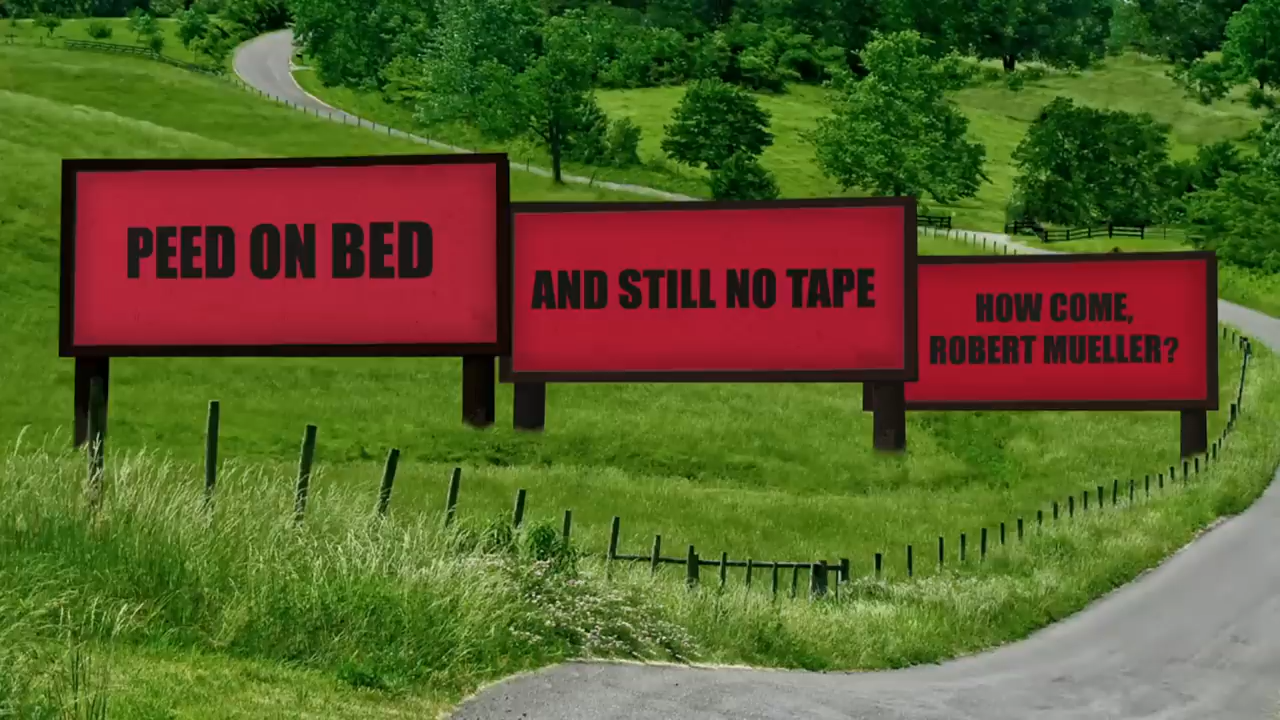 PEED ON BED
AND STILL NO TAPE
HOW COME,
ROBERT MUELLER?